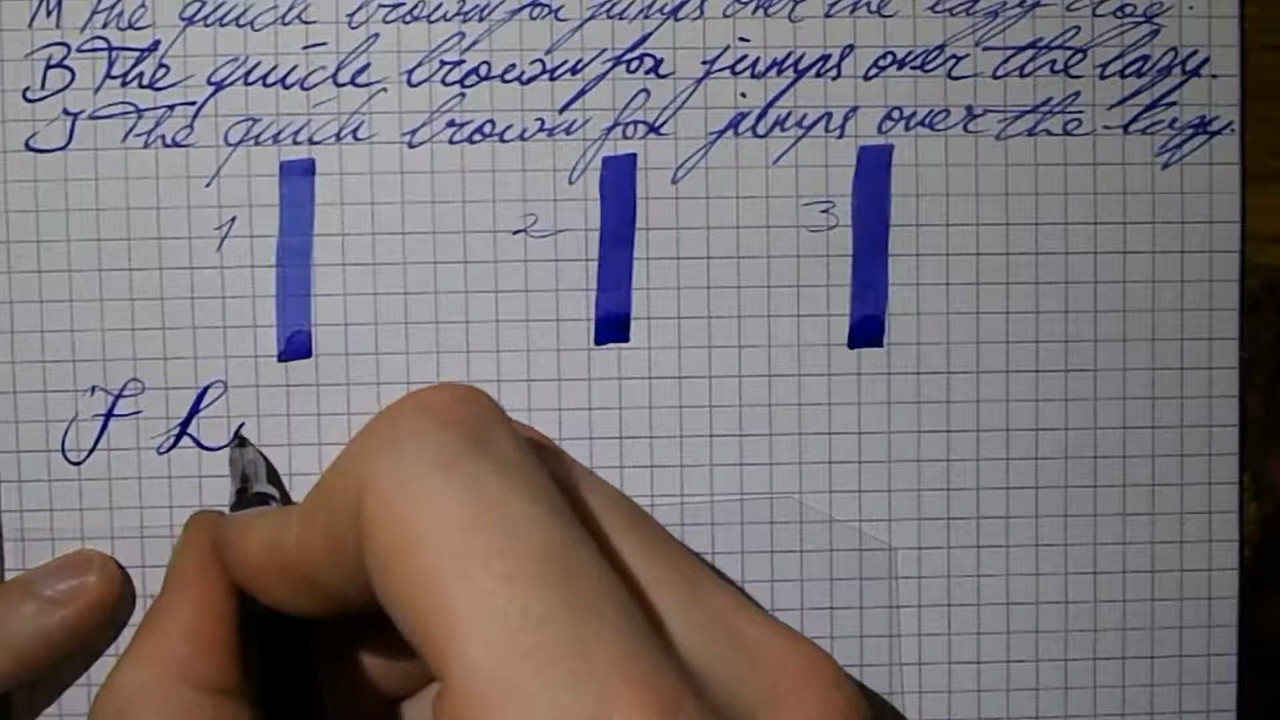 M The quick brown fox jumps over the lazy dog.
B The quick brown fox jumps over the lazy.
J The quick brown fox jumps over the lazy.
1 2 3
F L